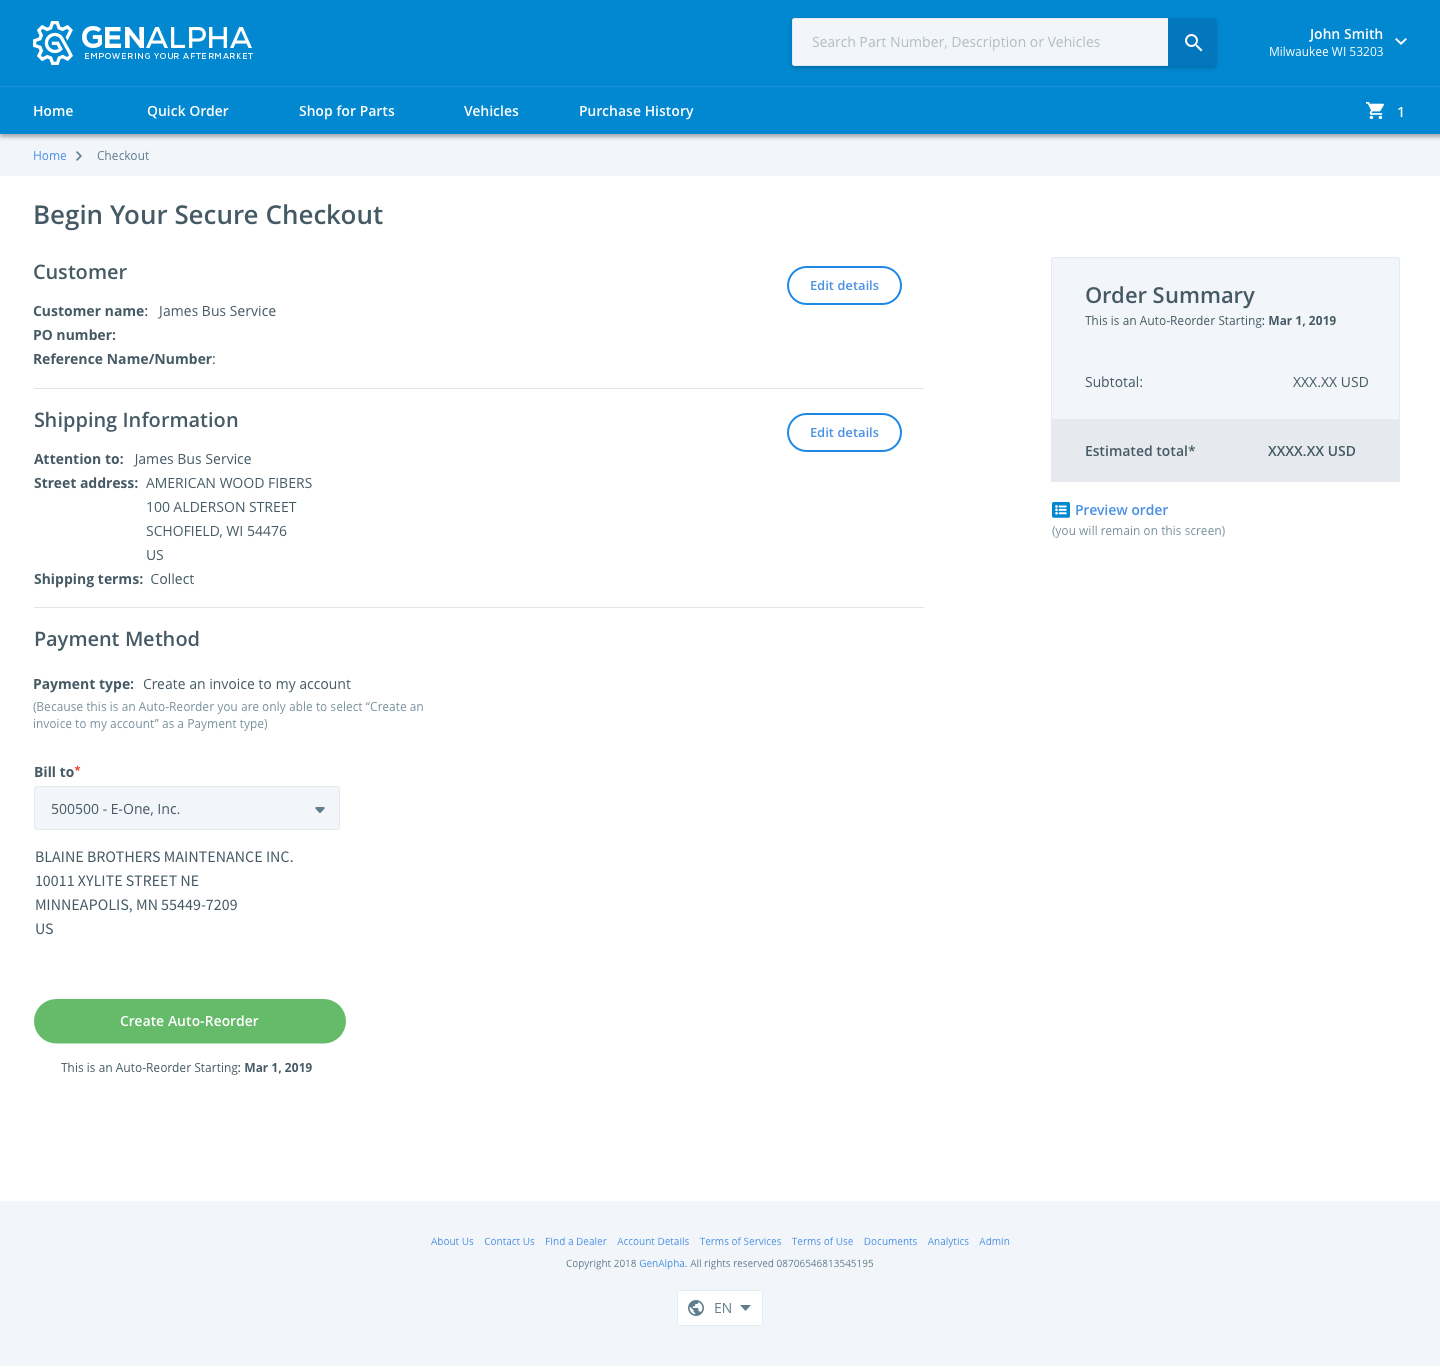 GENALPHA
EMPOWERING YOUR AFTERMARKET
Search Part Number, Description or Vehicles
John Smith
Milwaukee WI 53203
Home Quick Order Shop for Parts Vehicles Purchase History 1
Home Checkout
Begin Your Secure Checkout
Customer
Edit details
Customer name: James Bus Service
PO number:
Reference Name/Number:
Shipping Information
Edit details
Attention to: James Bus Service
Street address: AMERICAN WOOD FIBERS
100 ALDERSON STREET
SCHOFIELD, WI 54476
US
Shipping terms: Collect
Payment Method
Payment type: Create an invoice to my account
(Because this is an Auto-Reorder you are only able to select “Create an
invoice to my account” as a Payment type)
Bill to*
500500 - E-One, Inc.
BLAINE BROTHERS MAINTENANCE INC.
10011 XYLITE STREET NE
MINNEAPOLIS, MN 55449-7209
US
Create Auto-Reorder
This is an Auto-Reorder Starting: Mar 1, 2019
Order Summary
This is an Auto-Reorder Starting: Mar 1, 2019
Subtotal: XXX.XX USD
Estimated total* XXXX.XX USD
Preview order
(you will remain on this screen)
About Us Contact Us Find a Dealer Account Details Terms of Services Terms of Use Documents Analytics Admin
Copyright 2018 GenAlpha. All rights reserved 08706546813545195
EN